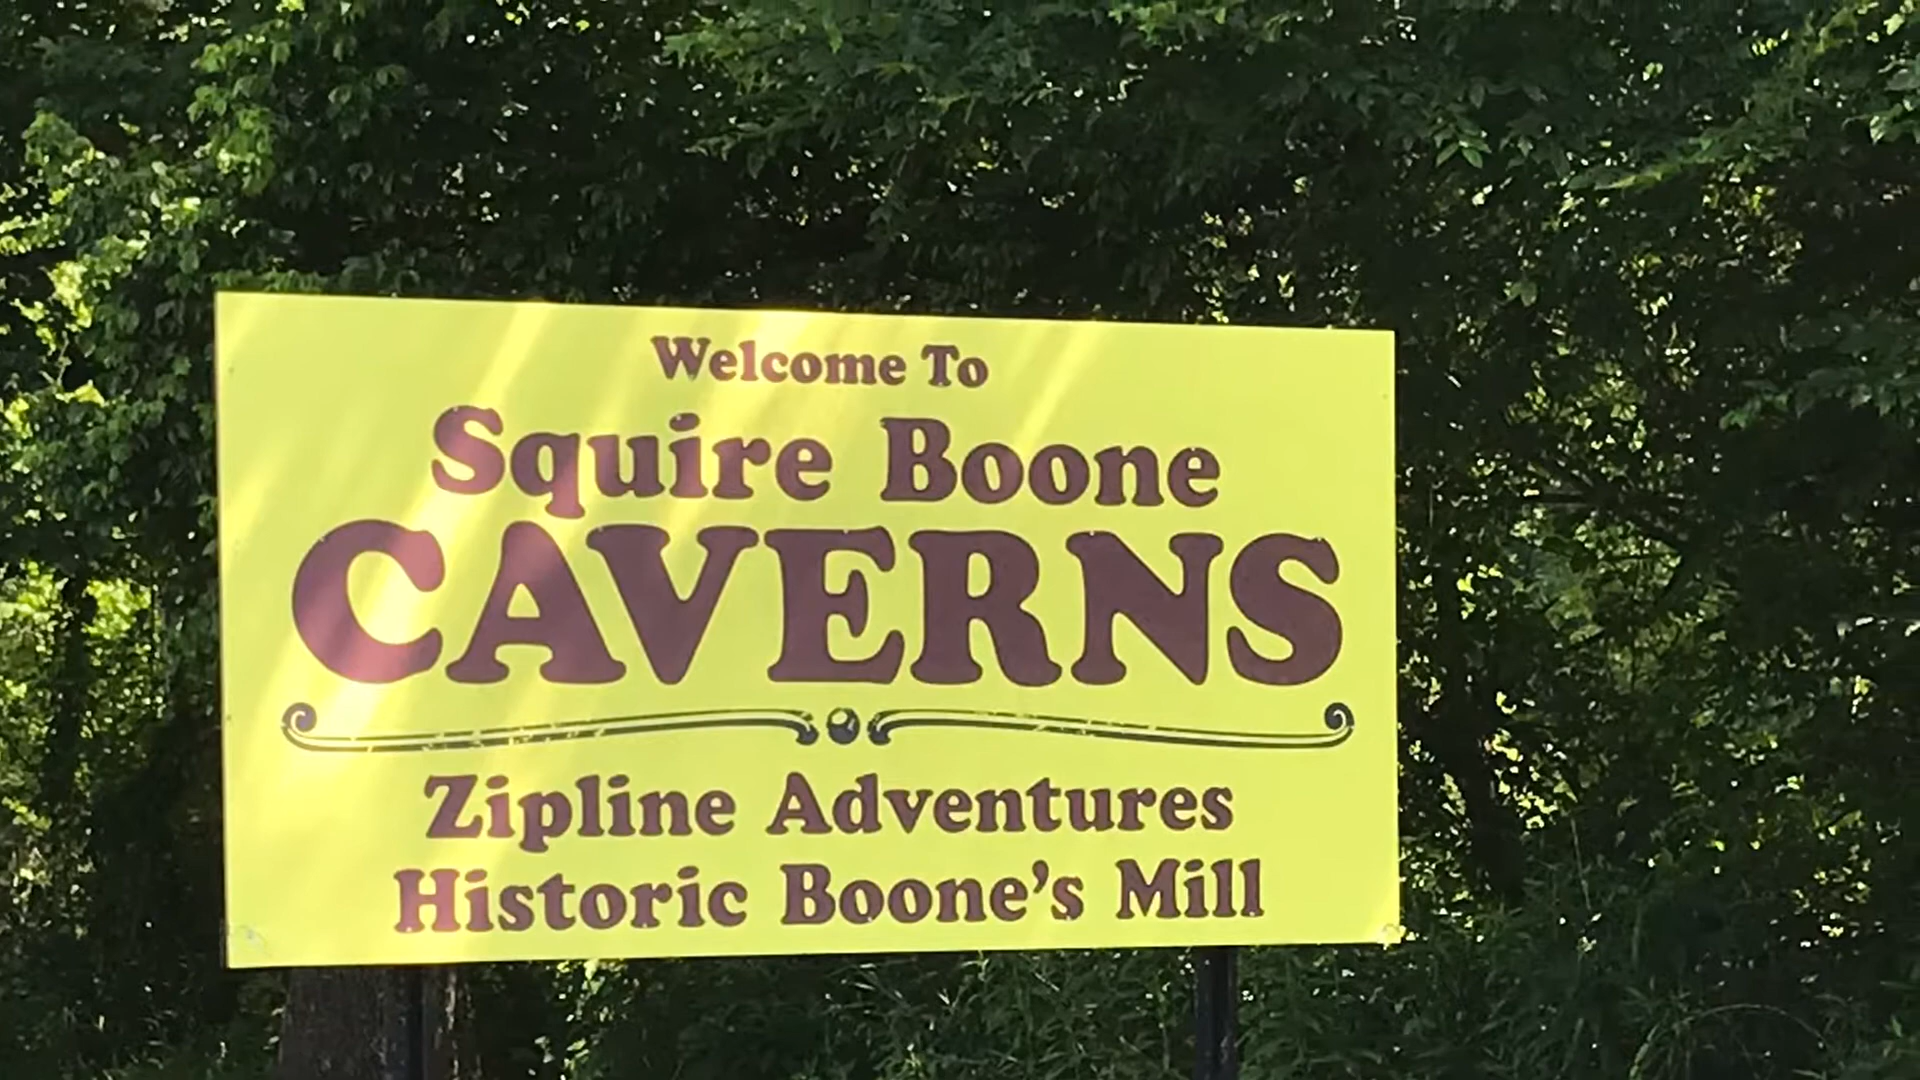 Welcome To
Squire Boone
CAVERNS
Zipline Adventures
Historic Boone's Mill